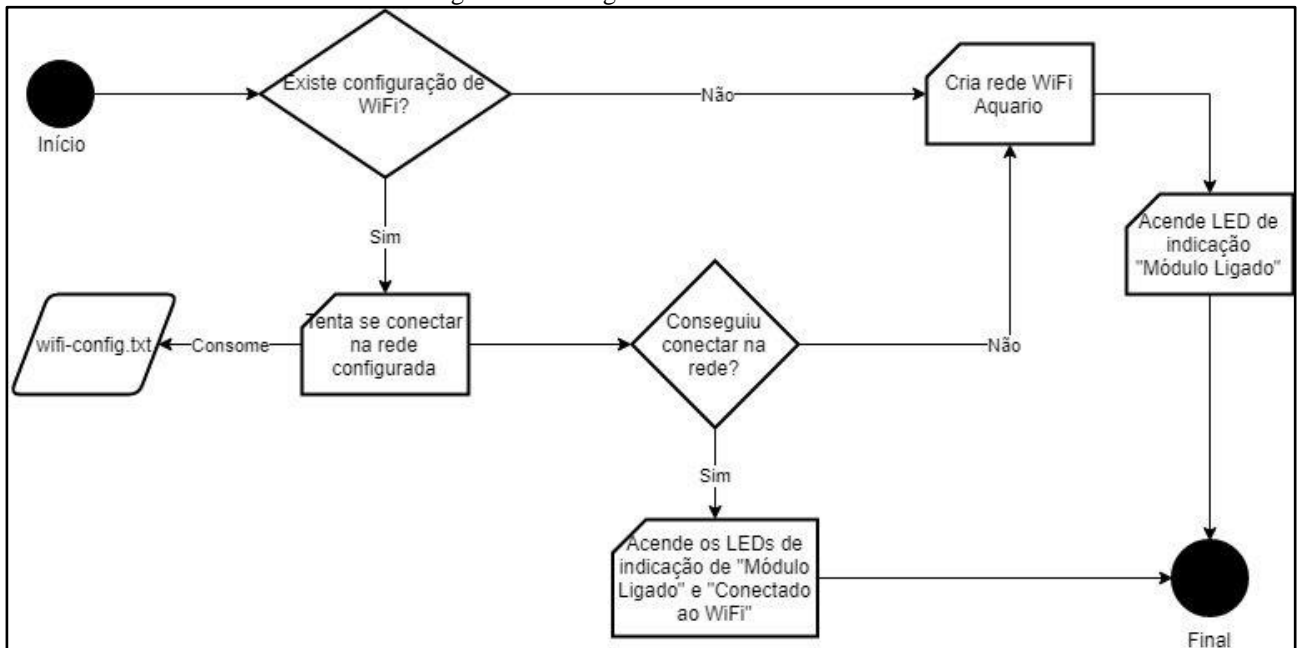 Existe configuração de
WiFi?
Início
Não
Cria rede WiFi
Aquario
Sim
Acende LED de
indicação
"Módulo Ligado"
wifi-config.txt
Consome
Tenta se conectar
na rede
configurada
Conseguiu
conectar na
rede?
Não
Sim
Acende os LEDs de
indicação de "Módulo
Ligado" e "Conectado
ao WiFi"
Final